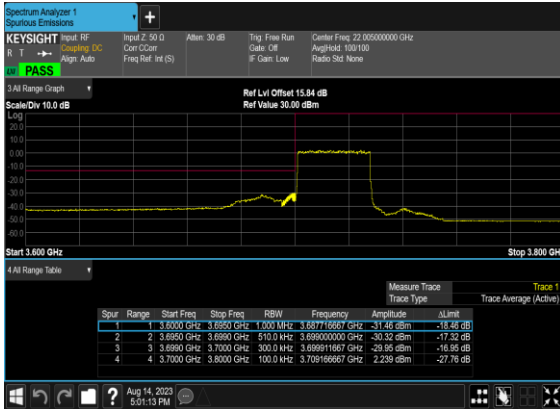 Spectrum Analyzer 1
Spurious Emissions
+
KEYSIGHT
R T
LXI PASS
Input: RF
Coupling: DC
Align: Auto
Input Z: 50 Ω
Corr CCorr
Freq Ref: Int (S)
Atten: 30 dB
Trig: Free Run
Gate: Off
IF Gain: Low
Center Freq: 22.005000000 GHz
Avg|Hold: 100/100
Radio Std: None
3 All Range Graph
Scale/Div 10.0 dB
Ref Lvl Offset 15.84 dB
Ref Value 30.00 dBm
Log
20.0
10.0
0.00
-10.0
-20.0
-30.0
-40.0
-50.0
-60.0
Start 3.600 GHz
Stop 3.800 GH
4 All Range Table
Measure Trace Trace 1
Trace Type Trace Average (Active)
Spur Range Start Freq Stop Freq RBW Frequency Amplitude ΔLimit
1 1 3.6000 GHz 3.6950 GHz 1.000 MHz 3.687716667 GHz -31.46 dBm -18.46 dB
2 2 3.6950 GHz 3.6990 GHz 510.0 kHz 3.699000000 GHz -30.32 dBm -17.32 dB
3 3 3.6990 GHz 3.7000 GHz 300.0 kHz 3.699911667 GHz -29.95 dBm -16.95 dB
4 4 3.7000 GHz 3.8000 GHz 100.0 kHz 3.709166667 GHz 2.239 dBm -27.76 dB
?
Aug 14, 2023
5:01:13 PM